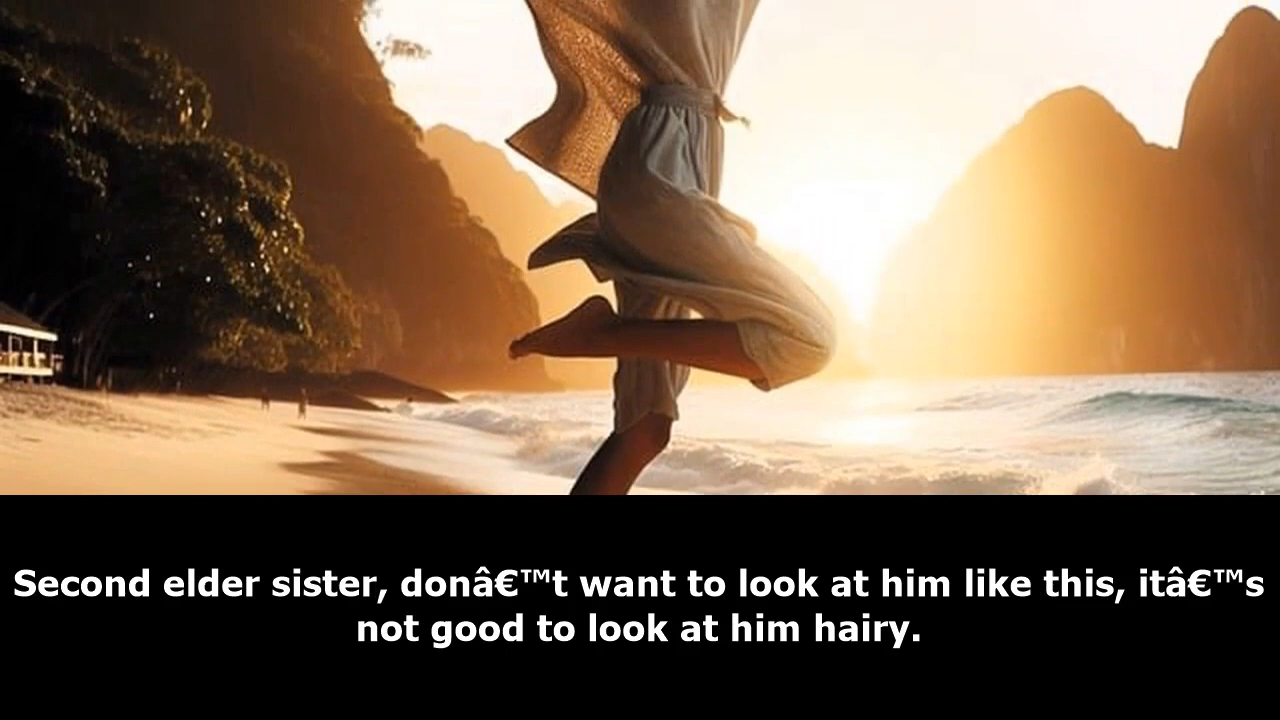 Second elder sister, donâ€™t want to look at him like this, itâ€™s
not good to look at him hairy.